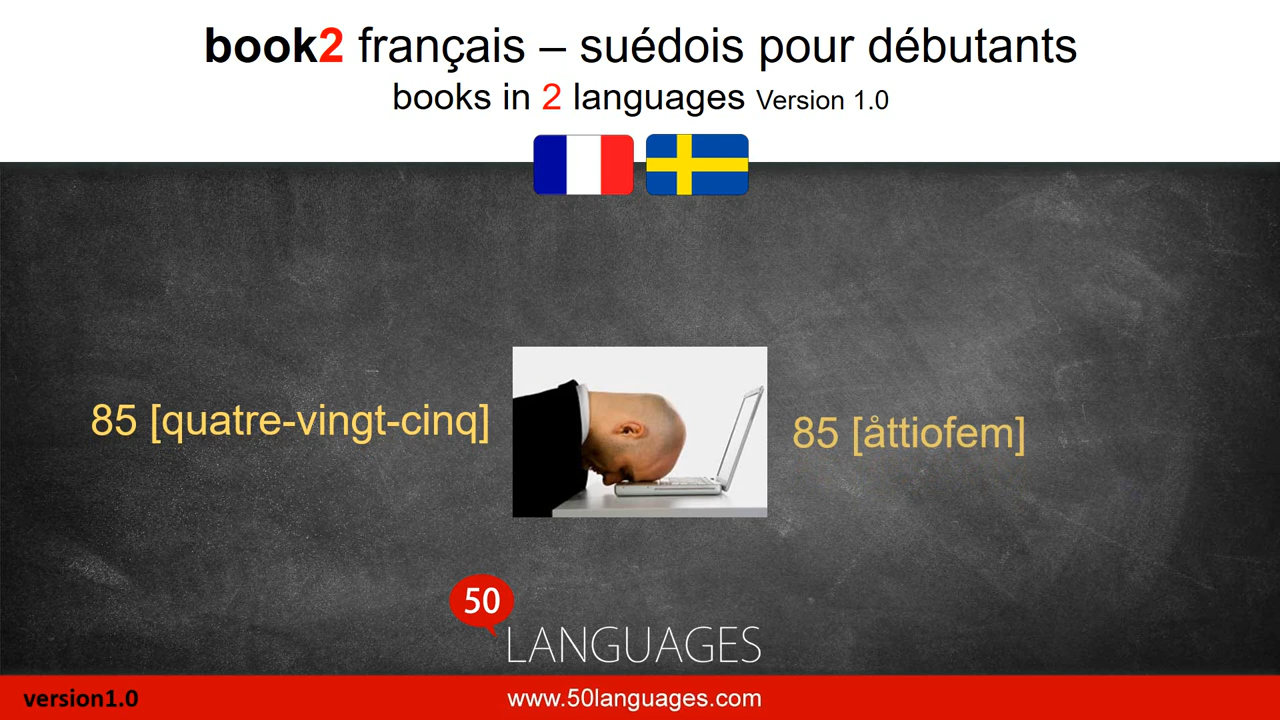 book2 français – suédois pour débutants
books in 2 languages Version 1.0
85 [quatre-vingt-cinq]
85 [åttiofem]
50
LANGUAGES
version1.0
www.50languages.com